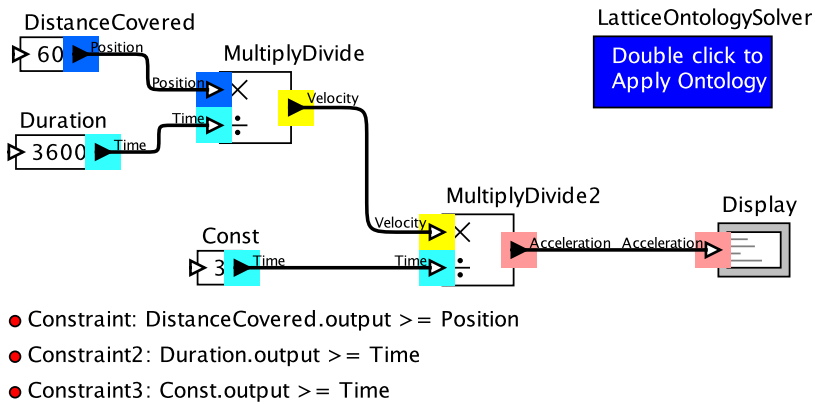 DistanceCovered
LatticeOntologySolver
60
Position
MultiplyDivide
Double click to
Apply Ontology
Position
Velocity
Duration
Time
3600
Time
MultiplyDivide2
Display
Velocity
Const
Acceleration
Acceleration
3
Time
Time
Constraint: DistanceCovered.output >= Position
Constraint2: Duration.output >= Time
Constraint3: Const.output >= Time